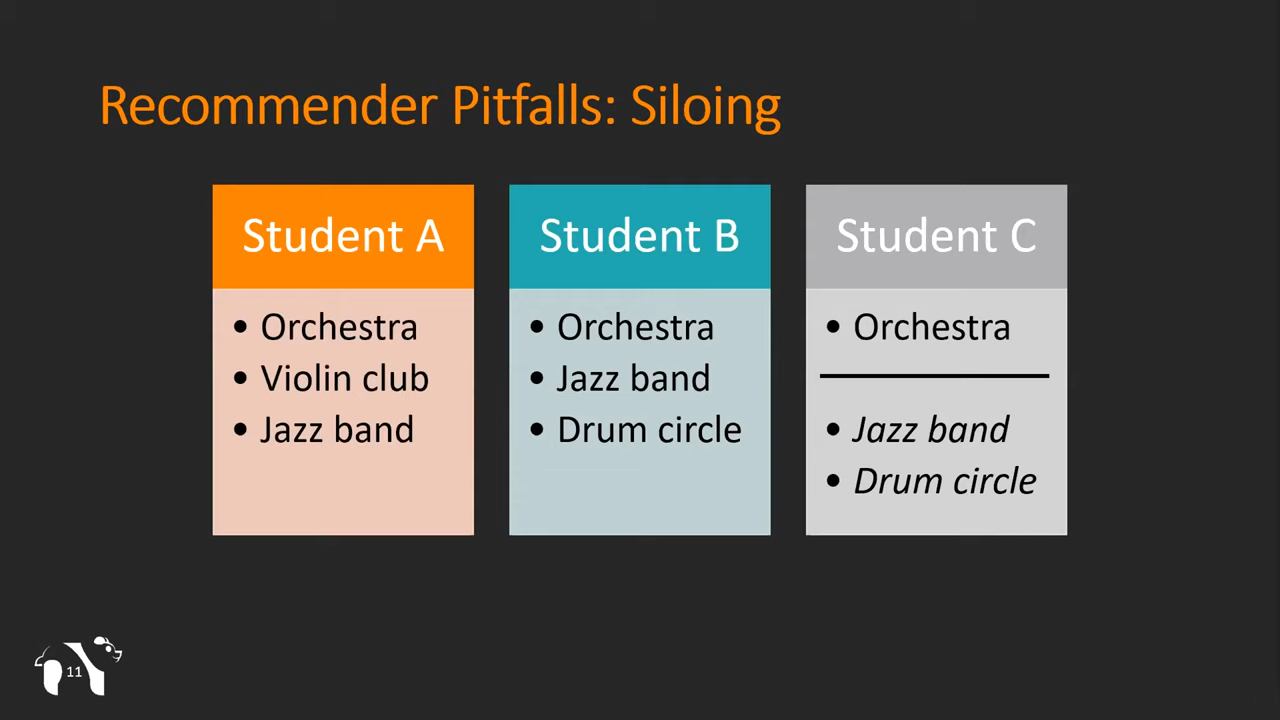 Recommender Pitfalls: Siloing
Student A
• Orchestra
• Violin club
• Jazz band
Student B
• Orchestra
• Jazz band
• Drum circle
Student C
• Orchestra
• Jazz band
• Drum circle
11